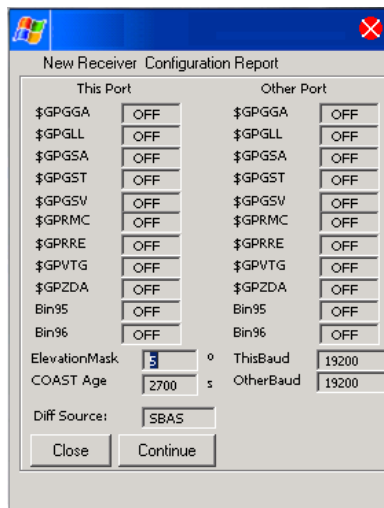 New Receiver Configuration Report
This Port Other Port
$GPGGA OFF $GPGGA OFF
$GPGLL OFF $GPGLL OFF
$GPGSA OFF $GPGSA OFF
$GPGST OFF $GPGST OFF
$GPGSV OFF $GPGSV OFF
$GPRMC OFF $GPRMC OFF
$GPRRE OFF $GPRRE OFF
$GPVTG OFF $GPVTG OFF
$GPZDA OFF $GPZDA OFF
Bin95 OFF Bin95 OFF
Bin96 OFF Bin96 OFF
ElevationMask 5 ° ThisBaud 19200
COAST Age 2700 s OtherBaud 19200
Diff Source: SBAS
Close Continue